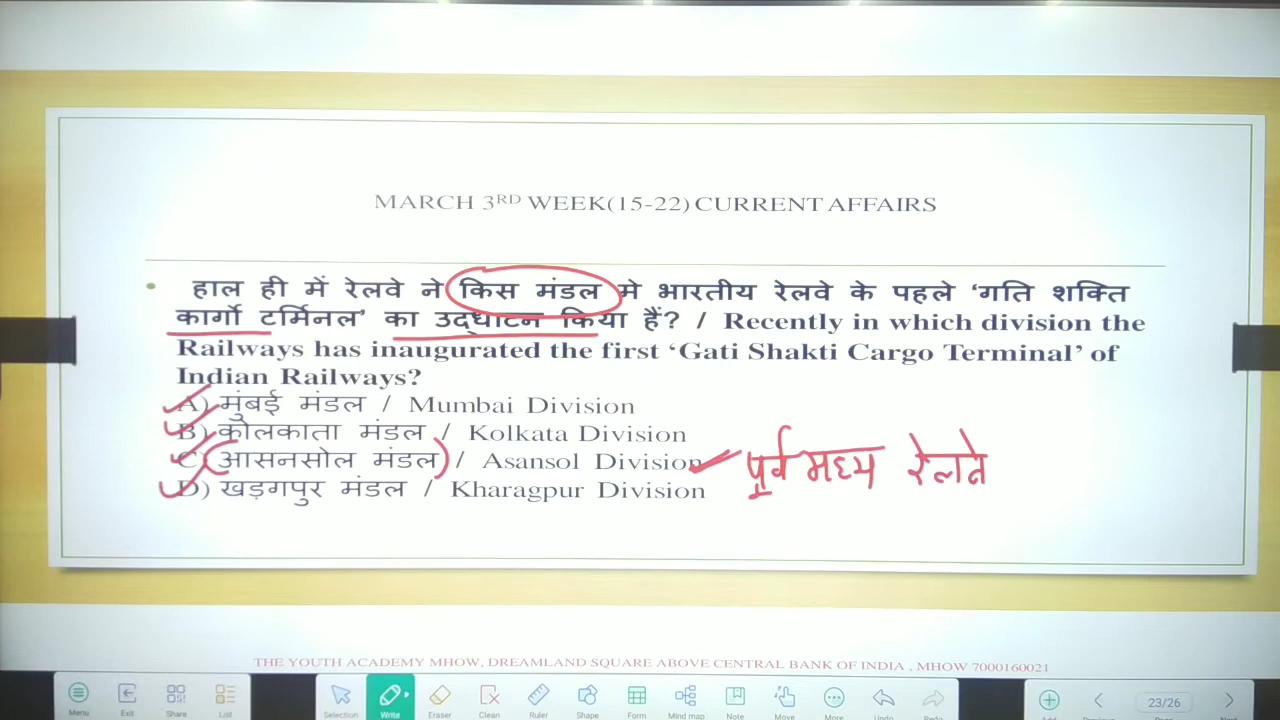 MARCH 3RD WEEK(15-22) CURRENT AFFAIRS
• हाल ही में रेलवे ने किस मंडल मे भारतीय रेलवे के पहले ‘गति शक्ति
कार्गो टर्मिनल’ का उद्घाटन किया हैं? / Recently in which division the
Railways has inaugurated the first ‘Gati Shakti Cargo Terminal’ of
Indian Railways?
A) मुंबई मंडल / Mumbai Division
B) कोलकाता मंडल / Kolkata Division
C) आसनसोल मंडल / Asansol Division पूर्व मध्य रेलवे
D) खड़गपुर मंडल / Kharagpur Division
THE YOUTH ACADEMY MHOW, DREAMLAND SQUARE ABOVE CENTRAL BANK OF INDIA , MHOW 7000160021
Menu Exit Share List Selection Write Eraser Clean Ruler Shape Form Mind map Note Move More Undo Redo 23/26